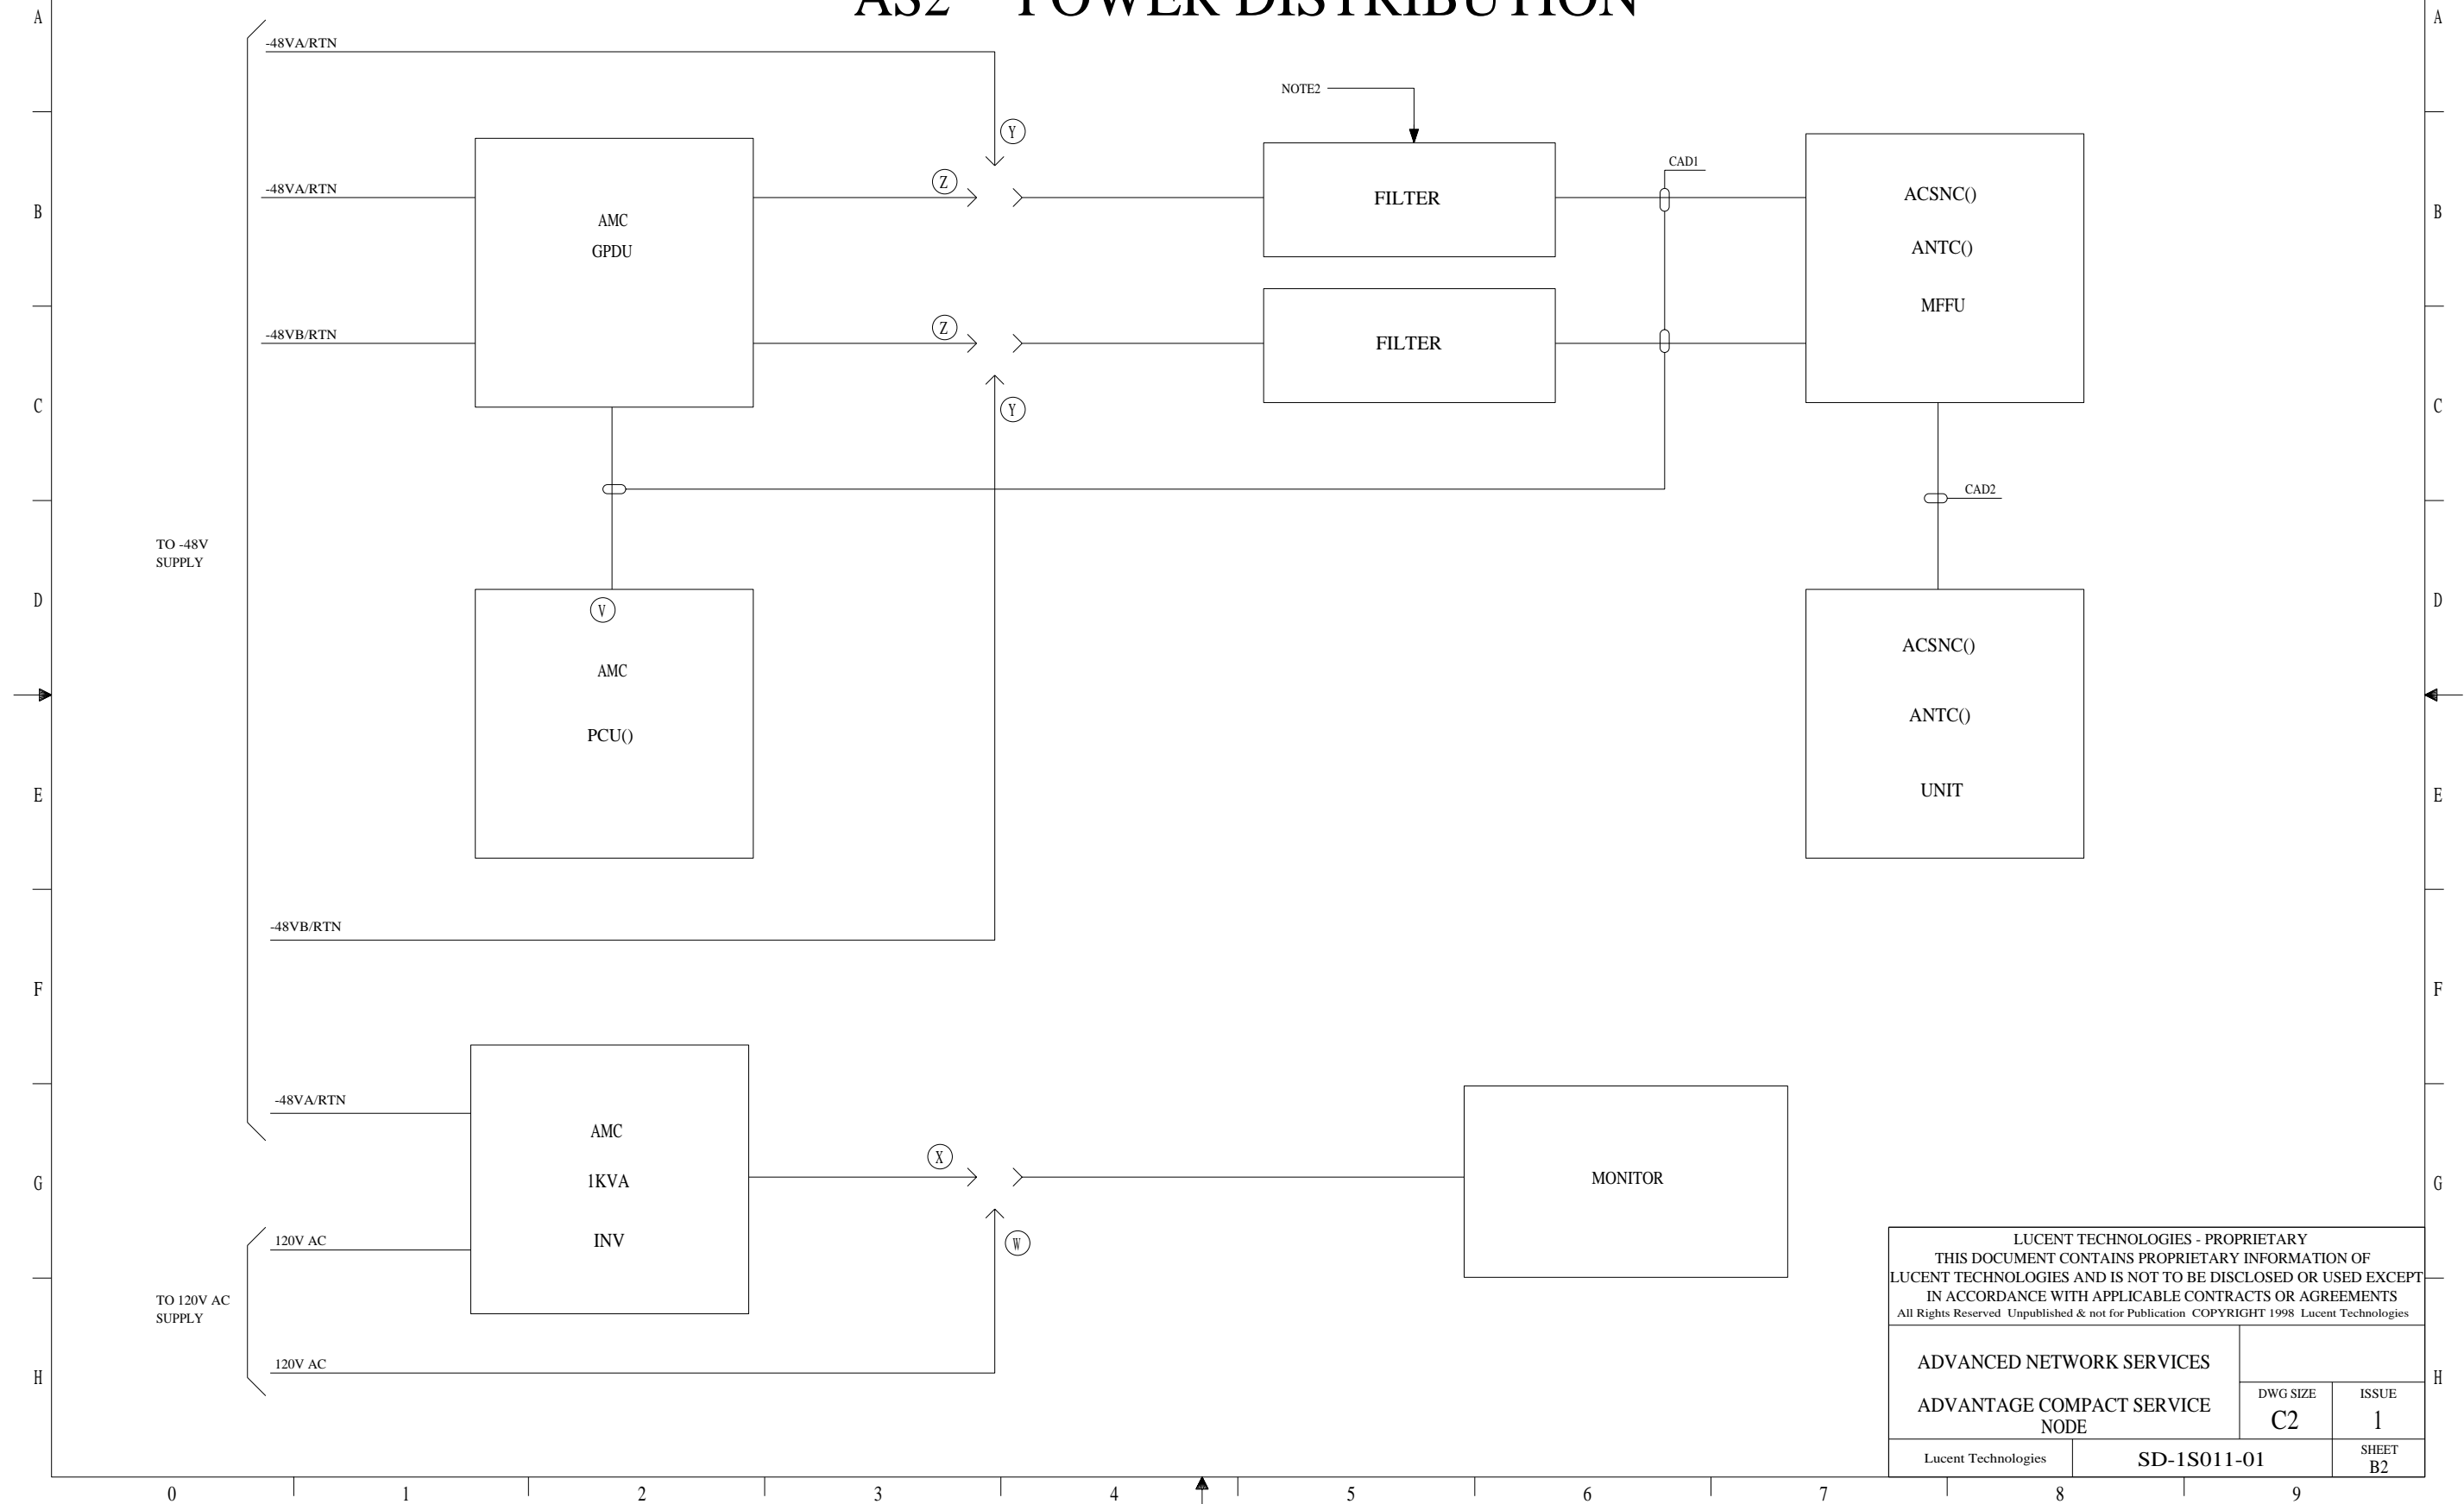 AS2 POWER DISTRIBUTION
A
A
-48VA/RTN
NOTE2
Y
CAD1
Z
-48VA/RTN
FILTER
ACSNC()
B
B
AMC
GPDU
ANTC()
MFFU
Z
-48VB/RTN
FILTER
C
Y
C
CAD2
TO -48V
SUPPLY
D
V
D
AMC
PCU()
ACSNC()
ANTC()
UNIT
E
E
-48VB/RTN
F
F
-48VA/RTN
AMC
1KVA
INV
X
MONITOR
G
G
W
120V AC
TO 120V AC
SUPPLY
120V AC
H
H
LUCENT TECHNOLOGIES - PROPRIETARY
THIS DOCUMENT CONTAINS PROPRIETARY INFORMATION OF
LUCENT TECHNOLOGIES AND IS NOT TO BE DISCLOSED OR USED EXCEPT
IN ACCORDANCE WITH APPLICABLE CONTRACTS OR AGREEMENTS
All Rights Reserved Unpublished & not for Publication COPYRIGHT 1998 Lucent Technologies
ADVANCED NETWORK SERVICES
ADVANTAGE COMPACT SERVICE
NODE
DWG SIZE
C2
ISSUE
1
Lucent Technologies
SD-1S011-01
SHEET
B2
0 1 2 3 4 5 6 7 8 9